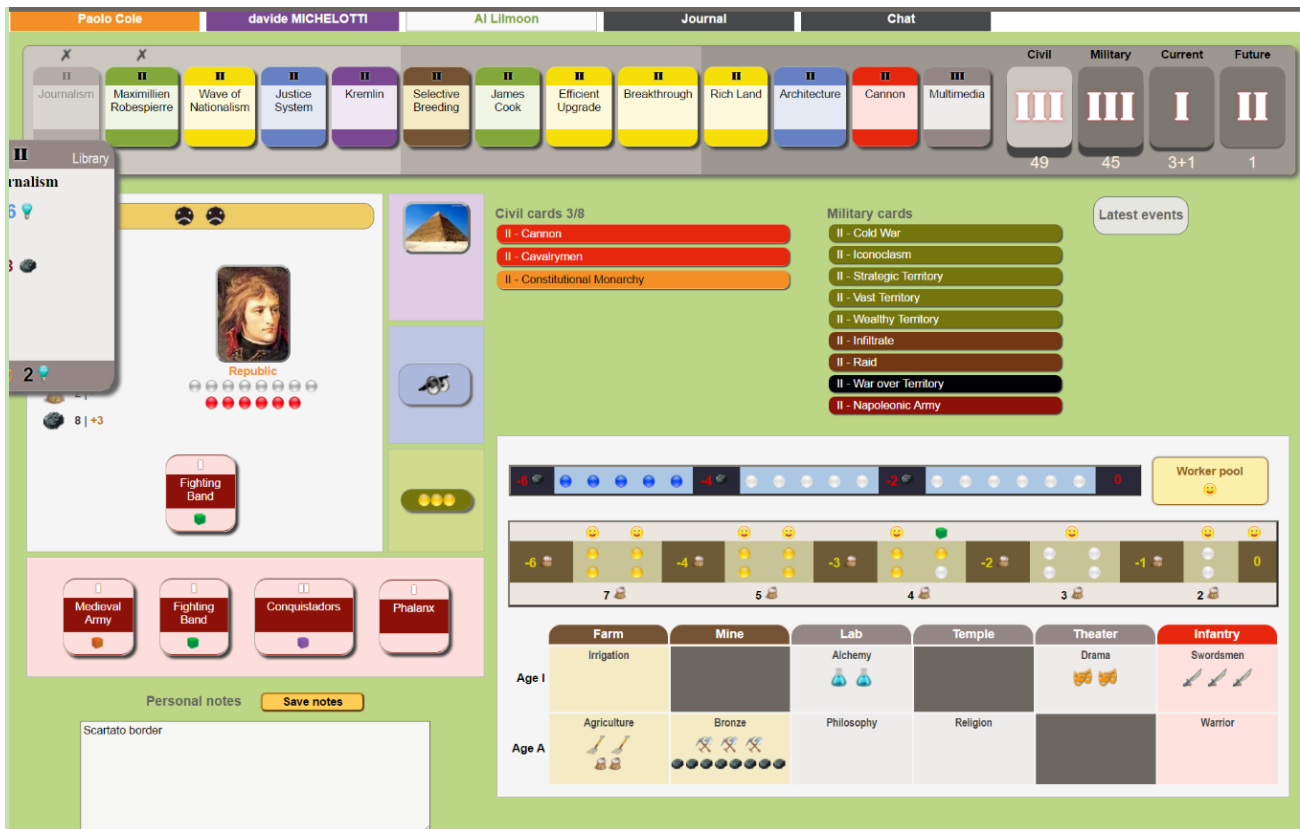 Paolo Cole davide MICHELOTTI Al Lilmoon Journal Chat
Civil Military Current Future
II II II II II II II II II II II II III
Journalism Maximillien Robespierre Wave of Nationalism Justice System Kremlin Selective Breeding James Cook Efficient Upgrade Breakthrough Rich Land Architecture Cannon Multimedia
III III I II
49 45 3+1 1
II Library
rnalism
2
Civil cards 3/8
II - Cannon
II - Cavalrymen
II - Constitutional Monarchy
Military cards
II - Cold War
II - Iconoclasm
II - Strategic Territory
II - Vast Territory
II - Wealthy Territory
II - Infiltrate
II - Raid
II - War over Territory
II - Napoleonic Army
Latest events
Republic
8 | +3
I
Fighting Band
-6 -4 -2 0
Worker pool
-6 -4 -3 -2 -1 0
7 5 4 3 2
I I II I
Medieval Army Fighting Band Conquistadors Phalanx
Personal notes Save notes
Scartato border
Farm Mine Lab Temple Theater Infantry
Age I Irrigation Alchemy Drama Swordsmen
Age A Agriculture Bronze Philosophy Religion Warrior